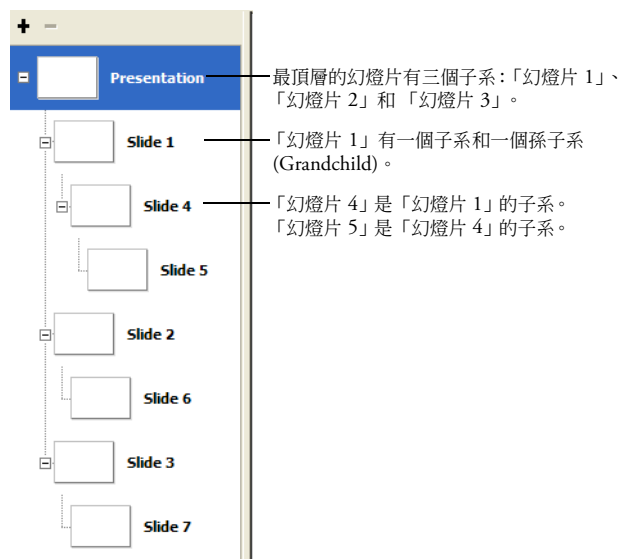 Presentation
最頂層的幻燈片有三個子系：「幻燈片 1」、
「幻燈片 2」和 「幻燈片 3」。
Slide 1
「幻燈片 1」有一個子系和一個孫子系
(Grandchild)。
Slide 4
「幻燈片 4」是「幻燈片 1」的子系。
「幻燈片 5」是「幻燈片 4」的子系。
Slide 5
Slide 2
Slide 6
Slide 3
Slide 7